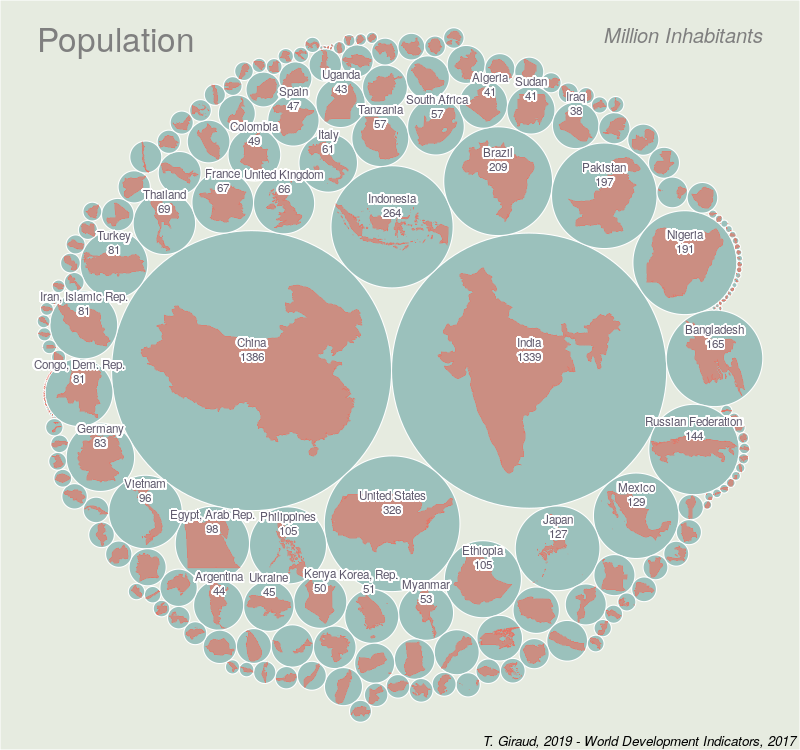 Population
Million Inhabitants
Uganda
43
Algeria
41
Sudan
41
Spain
47
South Africa
57
Iraq
38
Tanzania
57
Colombia
49
Italy
61
Brazil
209
France
67
United Kingdom
66
Pakistan
197
Thailand
69
Indonesia
264
Turkey
81
Nigeria
191
Iran, Islamic Rep.
81
Bangladesh
165
China
1386
India
1339
Congo, Dem. Rep.
81
Germany
83
Russian Federation
144
Vietnam
96
United States
326
Mexico
129
Egypt, Arab Rep.
98
Philippines
105
Japan
127
Ethiopia
105
Argentina
44
Ukraine
45
Kenya
50
Korea, Rep.
51
Myanmar
53
T. Giraud, 2019 - World Development Indicators, 2017